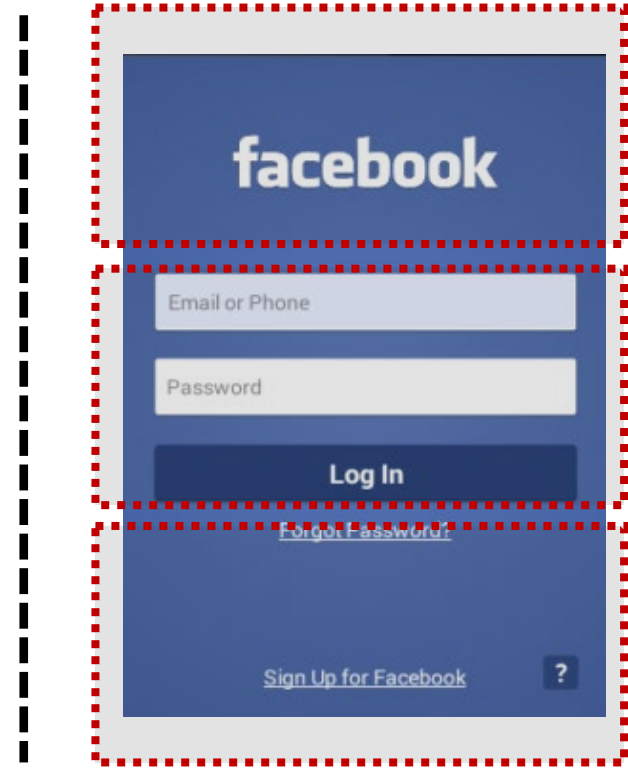 facebook
Email or Phone
Password
Log In
Forgot Password?
Sign Up for Facebook
?